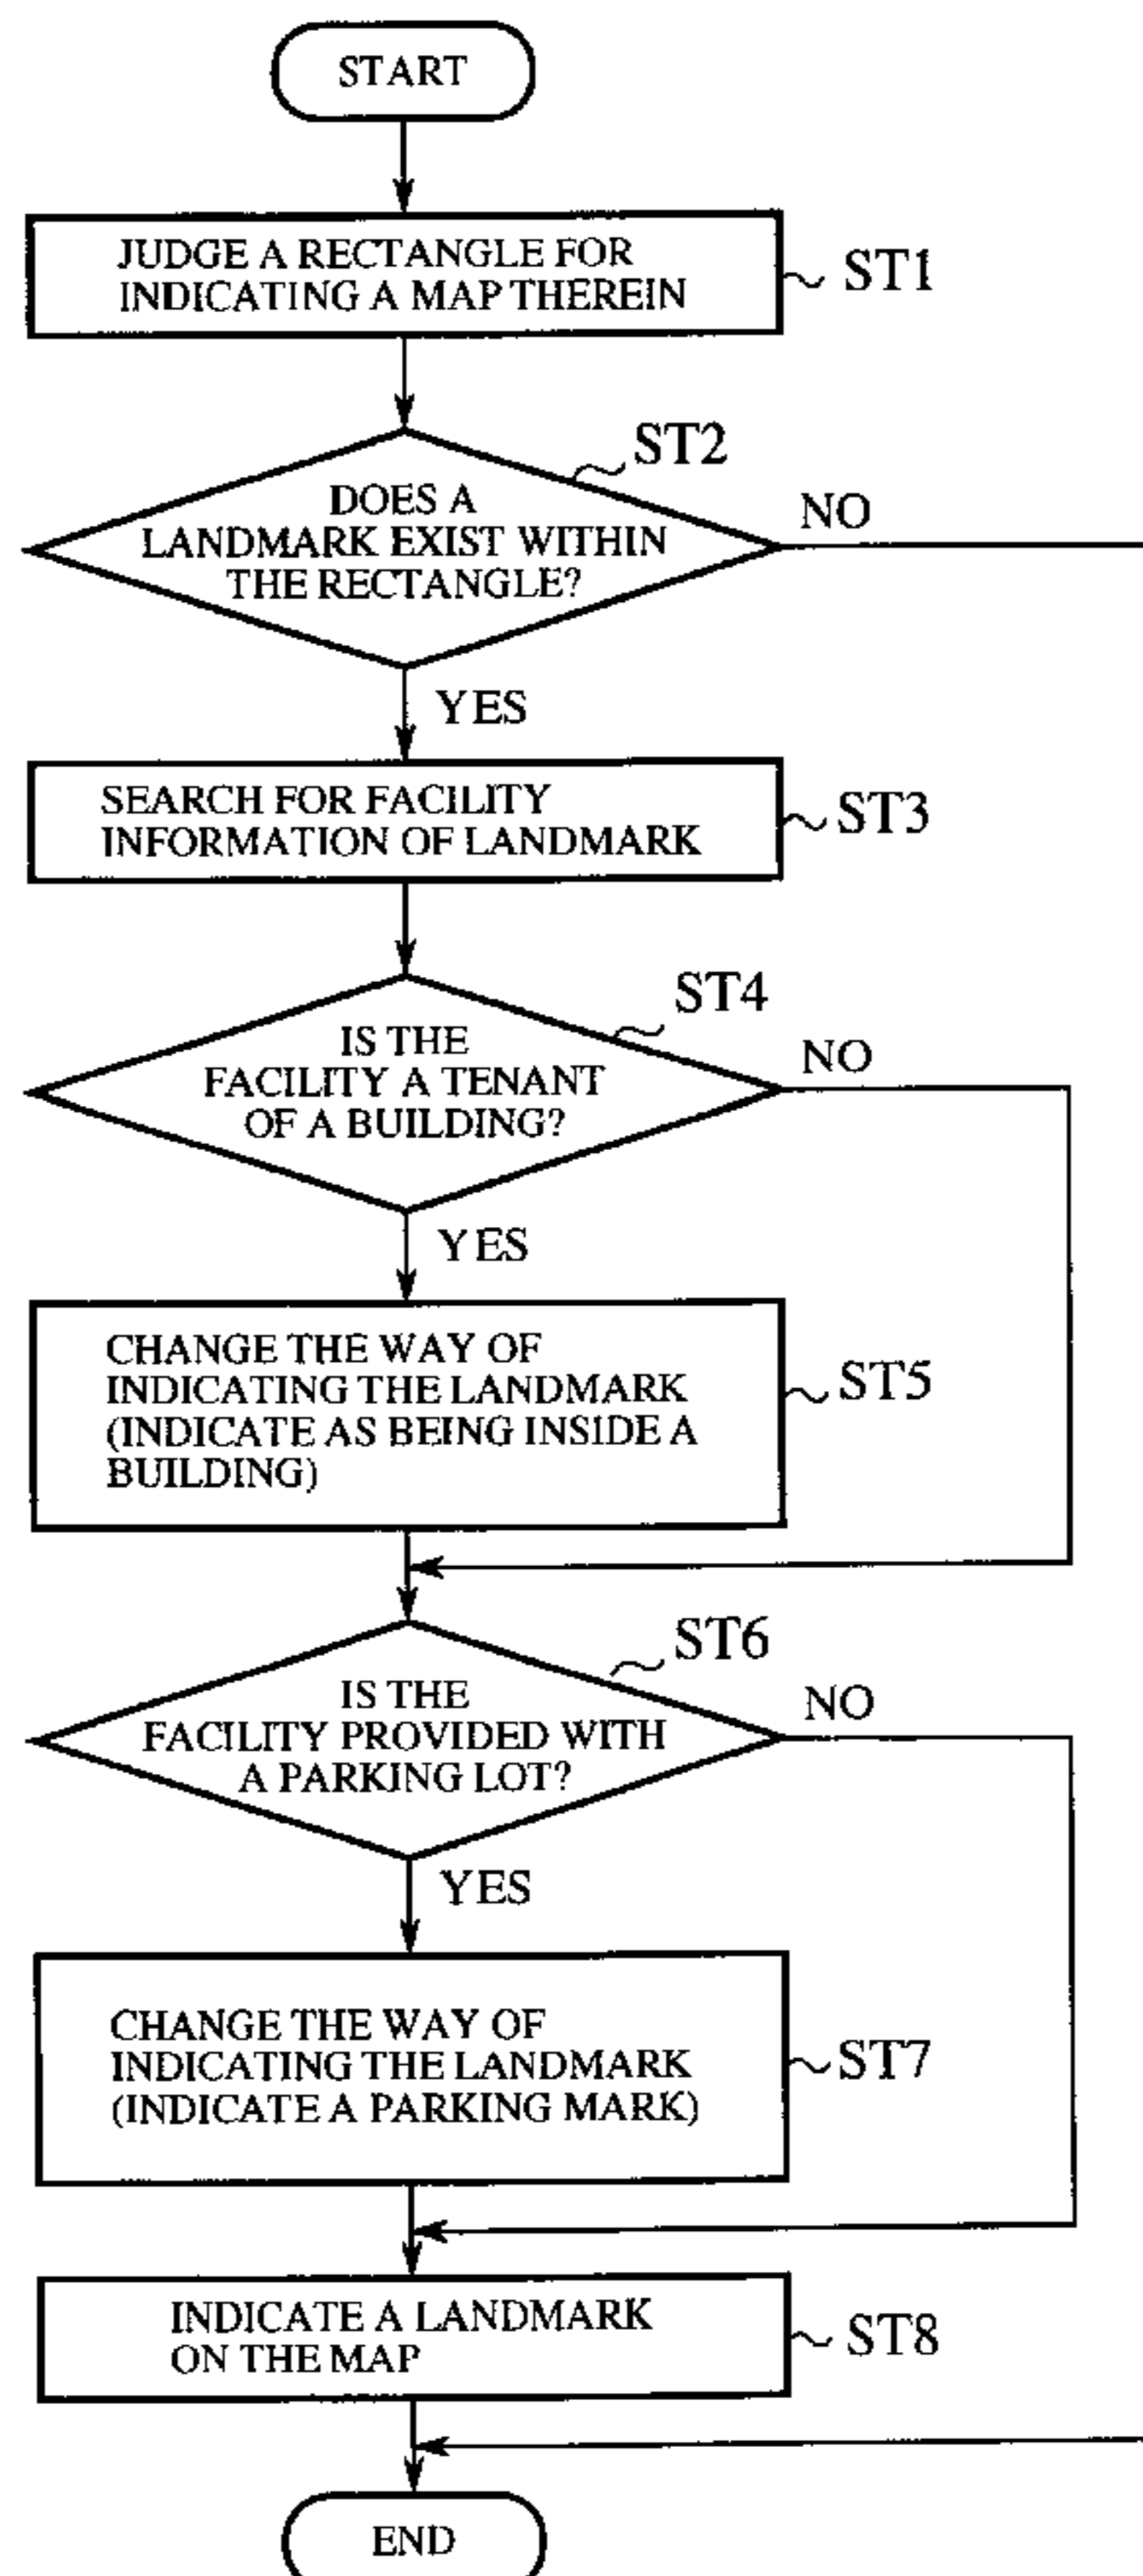 START
JUDGE A RECTANGLE FOR
INDICATING A MAP THEREIN
ST1
ST2
DOES A
LANDMARK EXIST WITHIN
THE RECTANGLE?
NO
YES
SEARCH FOR FACILITY
INFORMATION OF LANDMARK
ST3
ST4
IS THE
FACILITY A TENANT
OF A BUILDING?
NO
YES
CHANGE THE WAY OF
INDICATING THE LANDMARK
(INDICATE AS BEING INSIDE A
BUILDING)
ST5
ST6
IS THE
FACILITY PROVIDED WITH
A PARKING LOT?
NO
YES
CHANGE THE WAY OF
INDICATING THE LANDMARK
(INDICATE A PARKING MARK)
ST7
INDICATE A LANDMARK
ON THE MAP
ST8
END